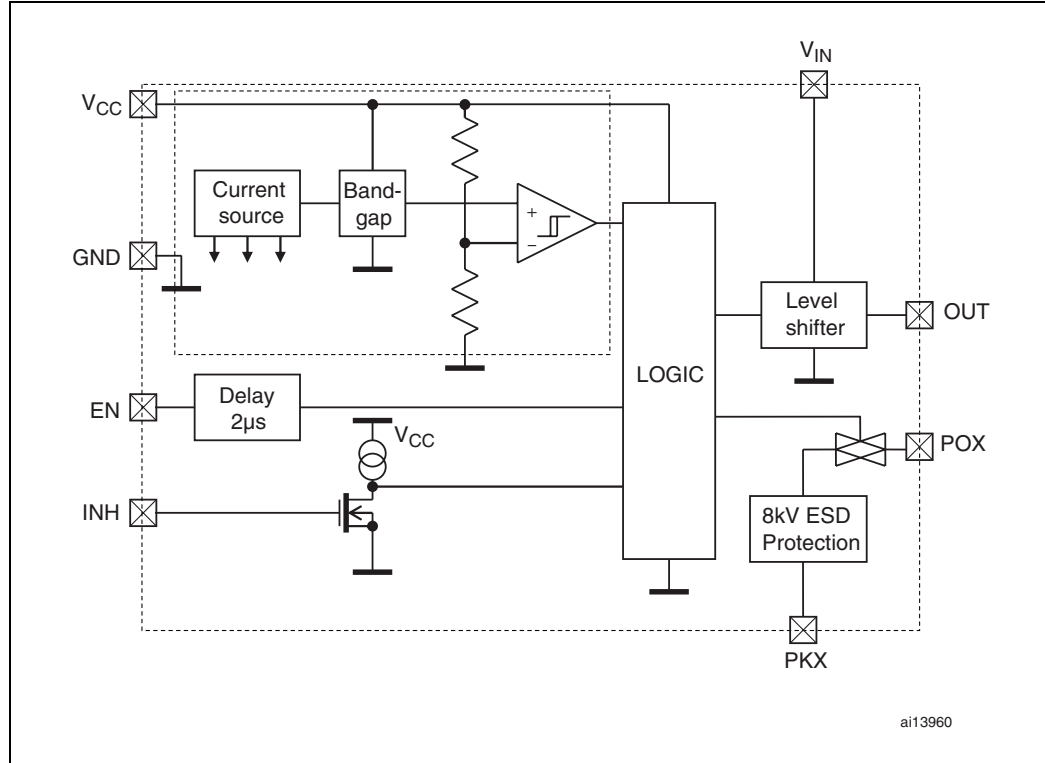 VIN
VCC
Current
source
Band-
gap
+
−
GND
Level
shifter
OUT
LOGIC
EN
Delay
2µs
VCC
POX
INH
8kV ESD
Protection
PKX
ai13960